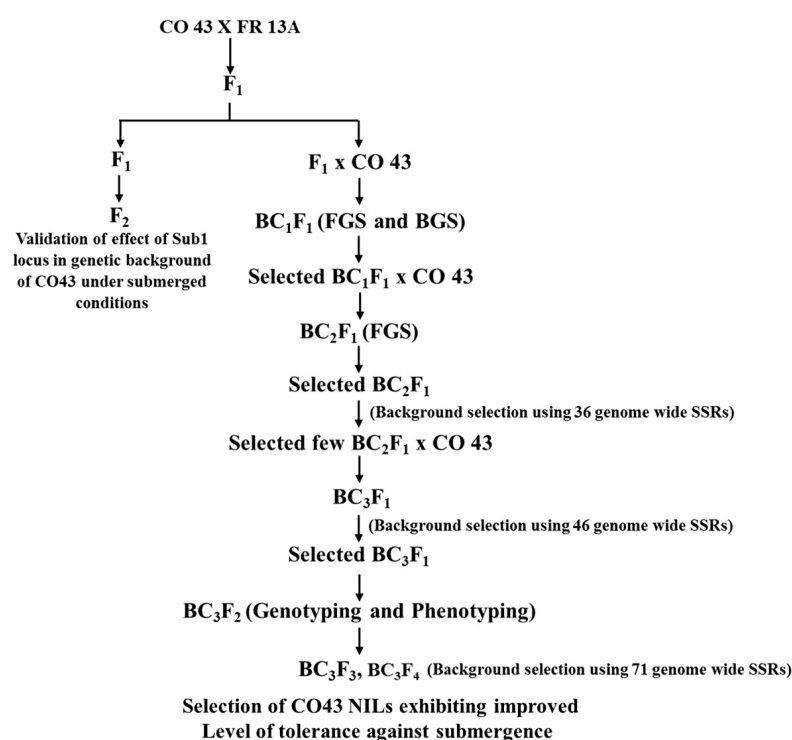 CO 43 X FR 13A
F₁
F₁
F₂
Validation of effect of Sub1
locus in genetic background
of CO43 under submerged
conditions
F₁ x CO 43
BC₁F₁ (FGS and BGS)
Selected BC₁F₁ x CO 43
BC₂F₁ (FGS)
Selected BC₂F₁
(Background selection using 36 genome wide SSRs)
Selected few BC₂F₁ x CO 43
BC₃F₁
(Background selection using 46 genome wide SSRs)
Selected BC₃F₁
BC₃F₂ (Genotyping and Phenotyping)
BC₃F₃, BC₃F₄ (Background selection using 71 genome wide SSRs)
Selection of CO43 NILs exhibiting improved
Level of tolerance against submergence